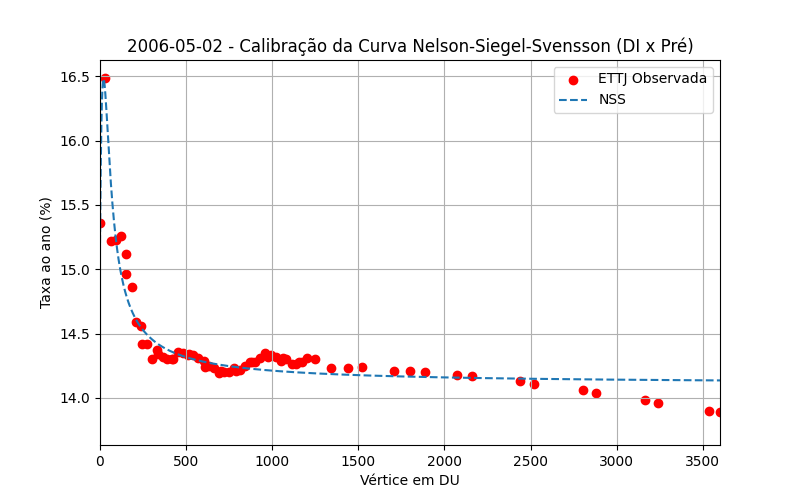 2006-05-02 - Calibração da Curva Nelson-Siegel-Svensson (DI x Pré)
ETTJ Observada
NSS
Taxa ao ano (%)
16.5
16.0
15.5
15.0
14.5
14.0
0 500 1000 1500 2000 2500 3000 3500
Vértice em DU